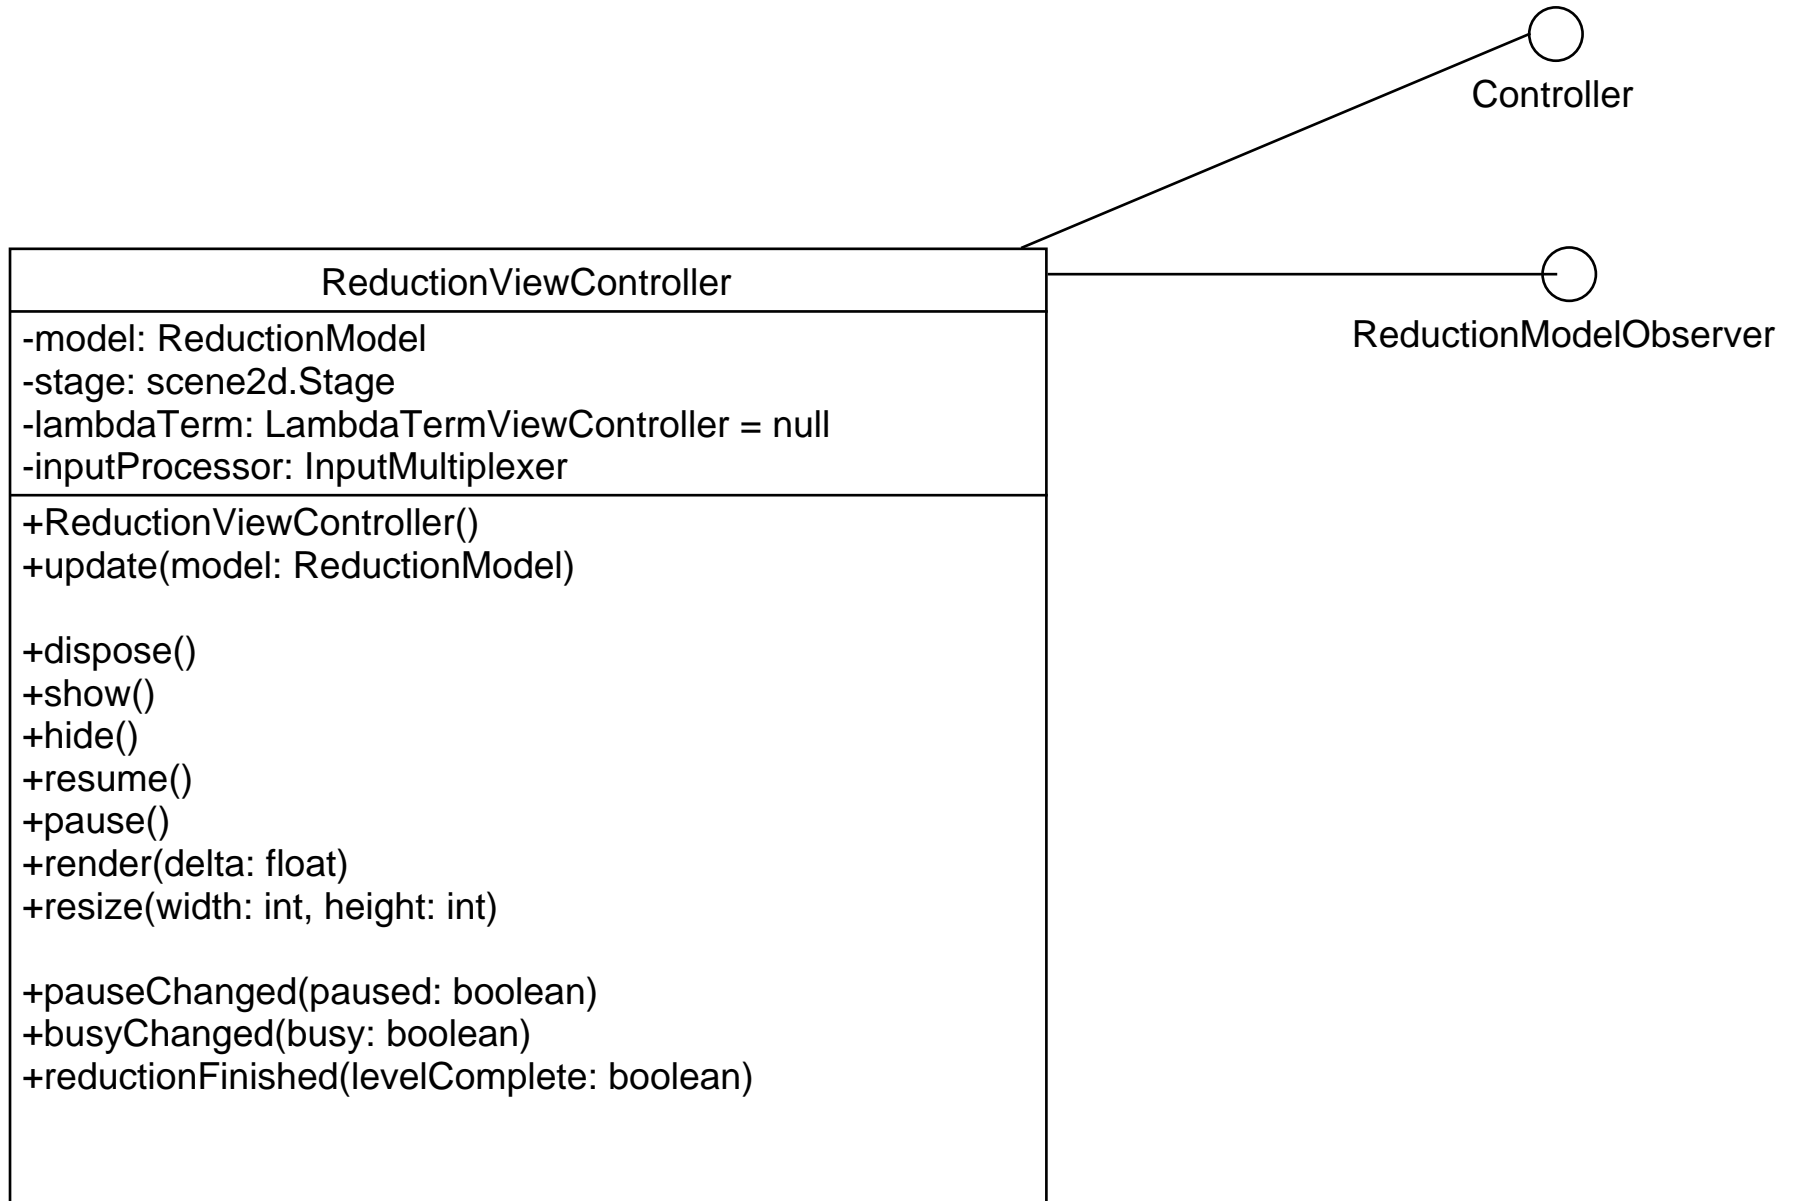 Controller
ReductionViewController
ReductionModelObserver
-model: ReductionModel
-stage: scene2d.Stage
-lambdaTerm: LambdaTermViewController = null
-inputProcessor: InputMultiplexer
+ReductionViewController()
+update(model: ReductionModel)
+dispose()
+show()
+hide()
+resume()
+pause()
+render(delta: float)
+resize(width: int, height: int)
+pauseChanged(paused: boolean)
+busyChanged(busy: boolean)
+reductionFinished(levelComplete: boolean)